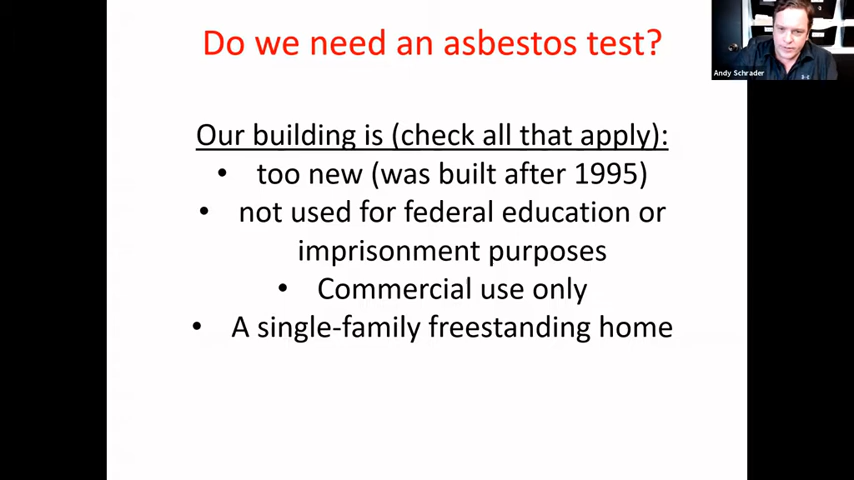 Do we need an asbestos test?
Andy Schrader
Our building is (check all that apply):
• too new (was built after 1995)
• not used for federal education or
imprisonment purposes
• Commercial use only
• A single-family freestanding home